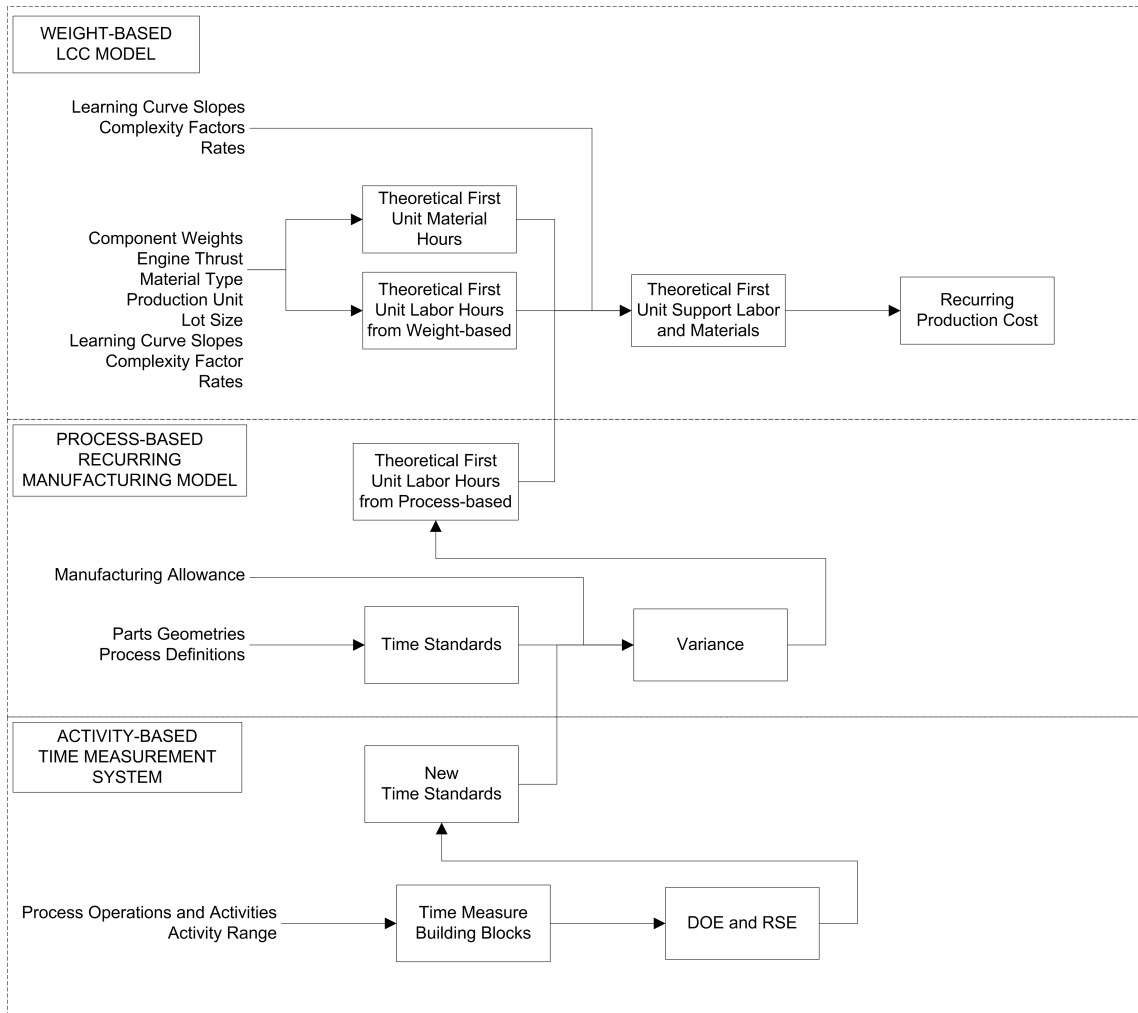 WEIGHT-BASED
LCC MODEL
Learning Curve Slopes
Complexity Factors
Rates
Theoretical First
Unit Material
Hours
Component Weights
Engine Thrust
Material Type
Production Unit
Lot Size
Learning Curve Slopes
Complexity Factor
Rates
Theoretical First
Unit Labor Hours
from Weight-based
Theoretical First
Unit Support Labor
and Materials
Recurring
Production Cost
PROCESS-BASED
RECURRING
MANUFACTURING MODEL
Theoretical First
Unit Labor Hours
from Process-based
Manufacturing Allowance
Parts Geometries
Process Definitions
Time Standards
Variance
ACTIVITY-BASED
TIME MEASUREMENT
SYSTEM
New
Time Standards
Process Operations and Activities
Activity Range
Time Measure
Building Blocks
DOE and RSE